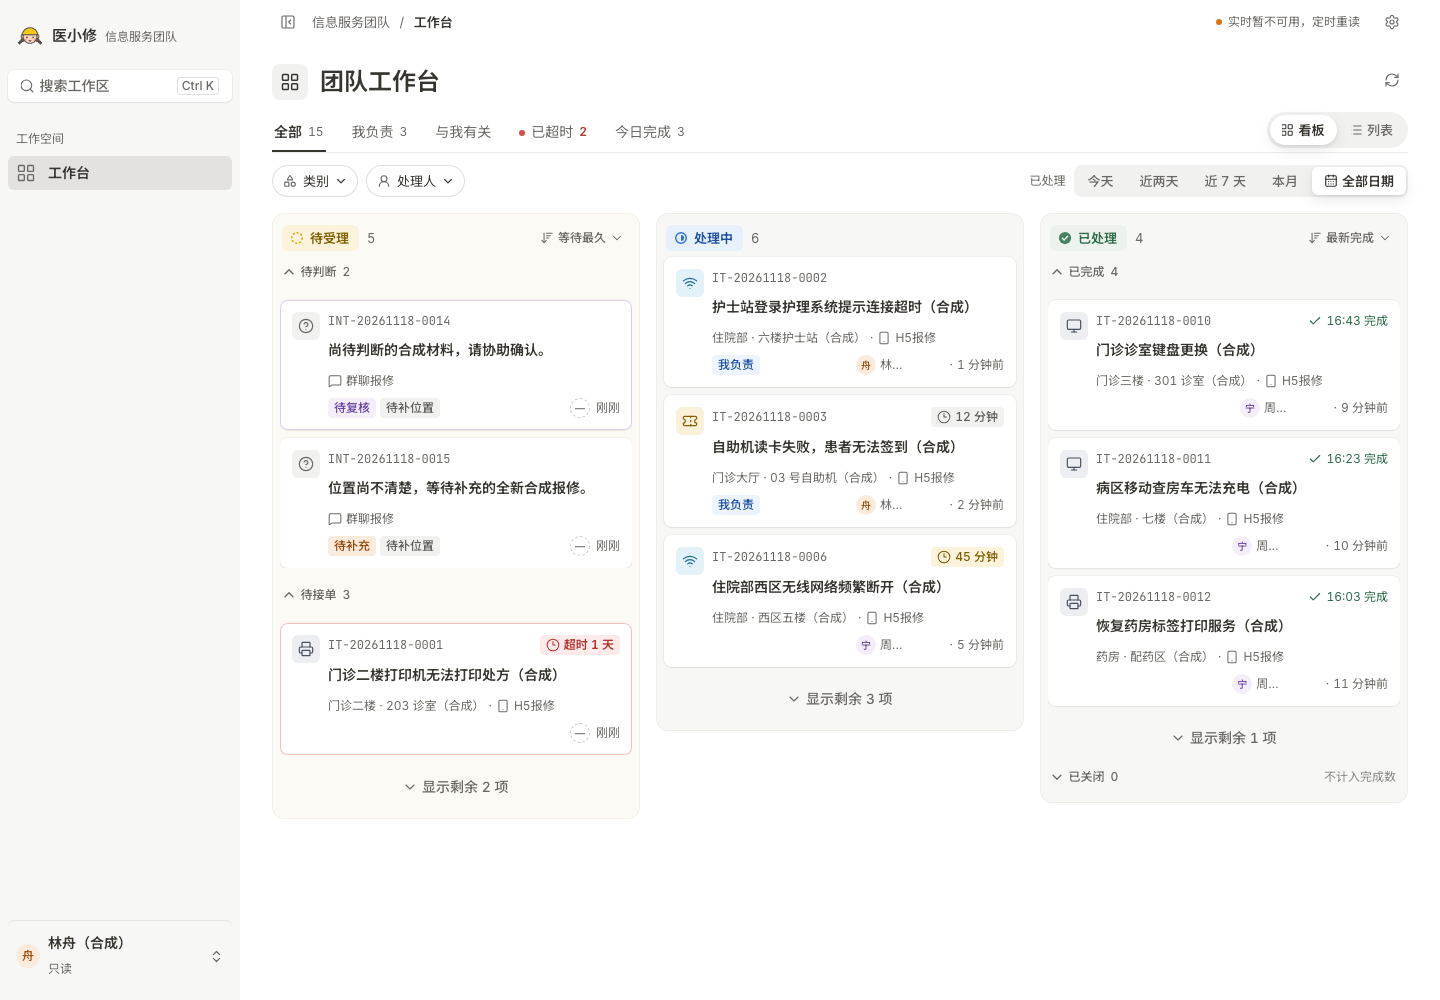 医小修 信息服务团队
搜索工作区 Ctrl K
工作空间
工作台
林舟（合成）
只读
舟
信息服务团队 / 工作台
实时暂不可用，定时重读
团队工作台
全部 15 我负责 3 与我有关 已超时 2 今日完成 3
看板 列表
类别 处理人
已处理 今天 近两天 近 7 天 本月 全部日期
待受理 5 等待最久
待判断 2
INT-20261118-0014
尚待判断的合成材料，请协助确认。
群聊报修
待复核 待补位置 — 刚刚
INT-20261118-0015
位置尚不清楚，等待补充的全新合成报修。
群聊报修
待补充 待补位置 — 刚刚
待接单 3
IT-20261118-0001 超时 1 天
门诊二楼打印机无法打印处方（合成）
门诊二楼 · 203 诊室（合成） · H5报修
— 刚刚
显示剩余 2 项
处理中 6
IT-20261118-0002
护士站登录护理系统提示连接超时（合成）
住院部 · 六楼护士站（合成） · H5报修
我负责 舟 林... · 1 分钟前
IT-20261118-0003 12 分钟
自助机读卡失败，患者无法签到（合成）
门诊大厅 · 03 号自助机（合成） · H5报修
我负责 舟 林... · 2 分钟前
IT-20261118-0006 45 分钟
住院部西区无线网络频繁断开（合成）
住院部 · 西区五楼（合成） · H5报修
宁 周... · 5 分钟前
显示剩余 3 项
已处理 4 最新完成
已完成 4
IT-20261118-0010 16:43 完成
门诊诊室键盘更换（合成）
门诊三楼 · 301 诊室（合成） · H5报修
宁 周... · 9 分钟前
IT-20261118-0011 16:23 完成
病区移动查房车无法充电（合成）
住院部 · 七楼（合成） · H5报修
宁 周... · 10 分钟前
IT-20261118-0012 16:03 完成
恢复药房标签打印服务（合成）
药房 · 配药区（合成） · H5报修
宁 周... · 11 分钟前
显示剩余 1 项
已关闭 0 不计入完成数